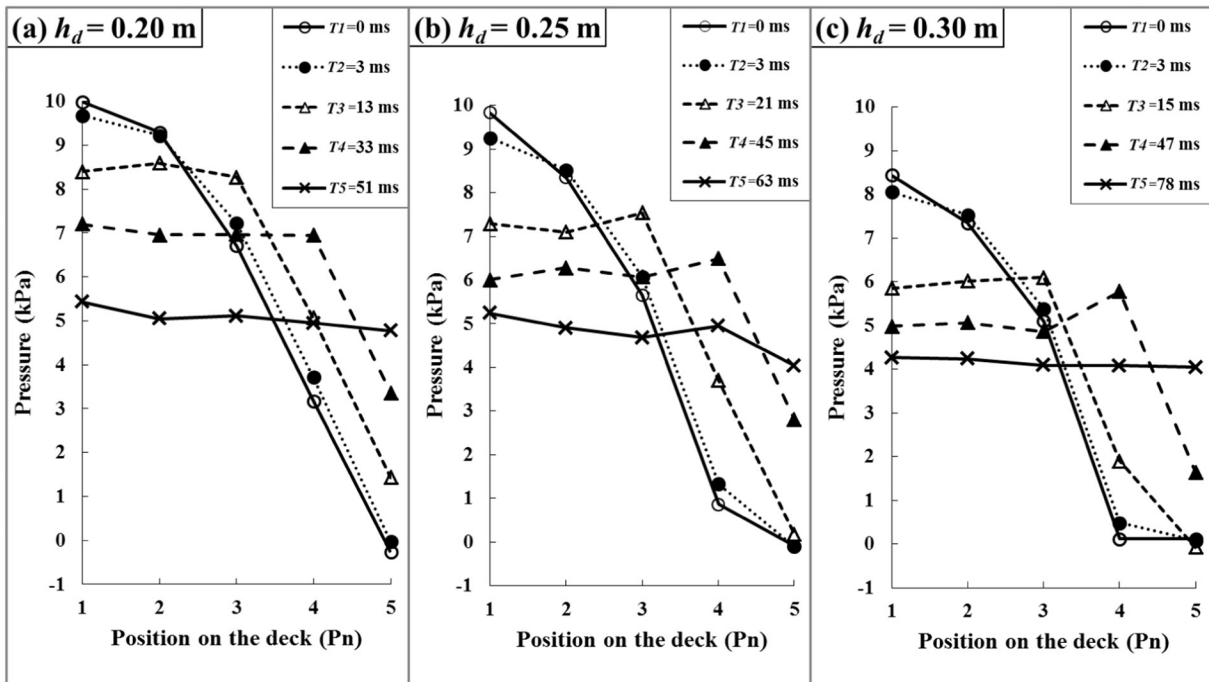 (a) h_d = 0.20 m
T1=0 ms
T2=3 ms
T3=13 ms
T4=33 ms
T5=51 ms
10
9
8
7
6
5
4
3
2
1
0
-1
Pressure (kPa)
1 2 3 4 5
Position on the deck (Pn)
(b) h_d = 0.25 m
T1=0 ms
T2=3 ms
T3=21 ms
T4=45 ms
T5=63 ms
10
9
8
7
6
5
4
3
2
1
0
-1
Pressure (kPa)
1 2 3 4 5
Position on the deck (Pn)
(c) h_d = 0.30 m
T1=0 ms
T2=3 ms
T3=15 ms
T4=47 ms
T5=78 ms
10
9
8
7
6
5
4
3
2
1
0
-1
Pressure (kPa)
1 2 3 4 5
Position on the deck (Pn)